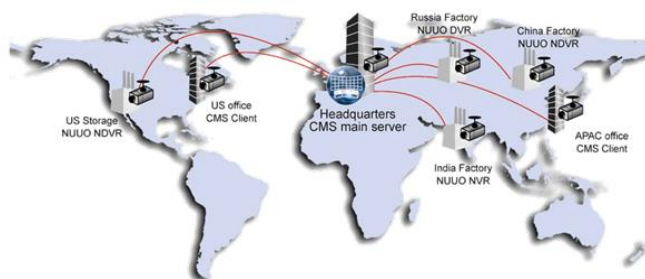 Russia Factory
NUUO DVR
China Factory
NUUO NDVR
US Storage
NUUO NDVR
US office
CMS Client
Headquarters
CMS main server
APAC office
CMS Client
India Factory
NUUO NVR